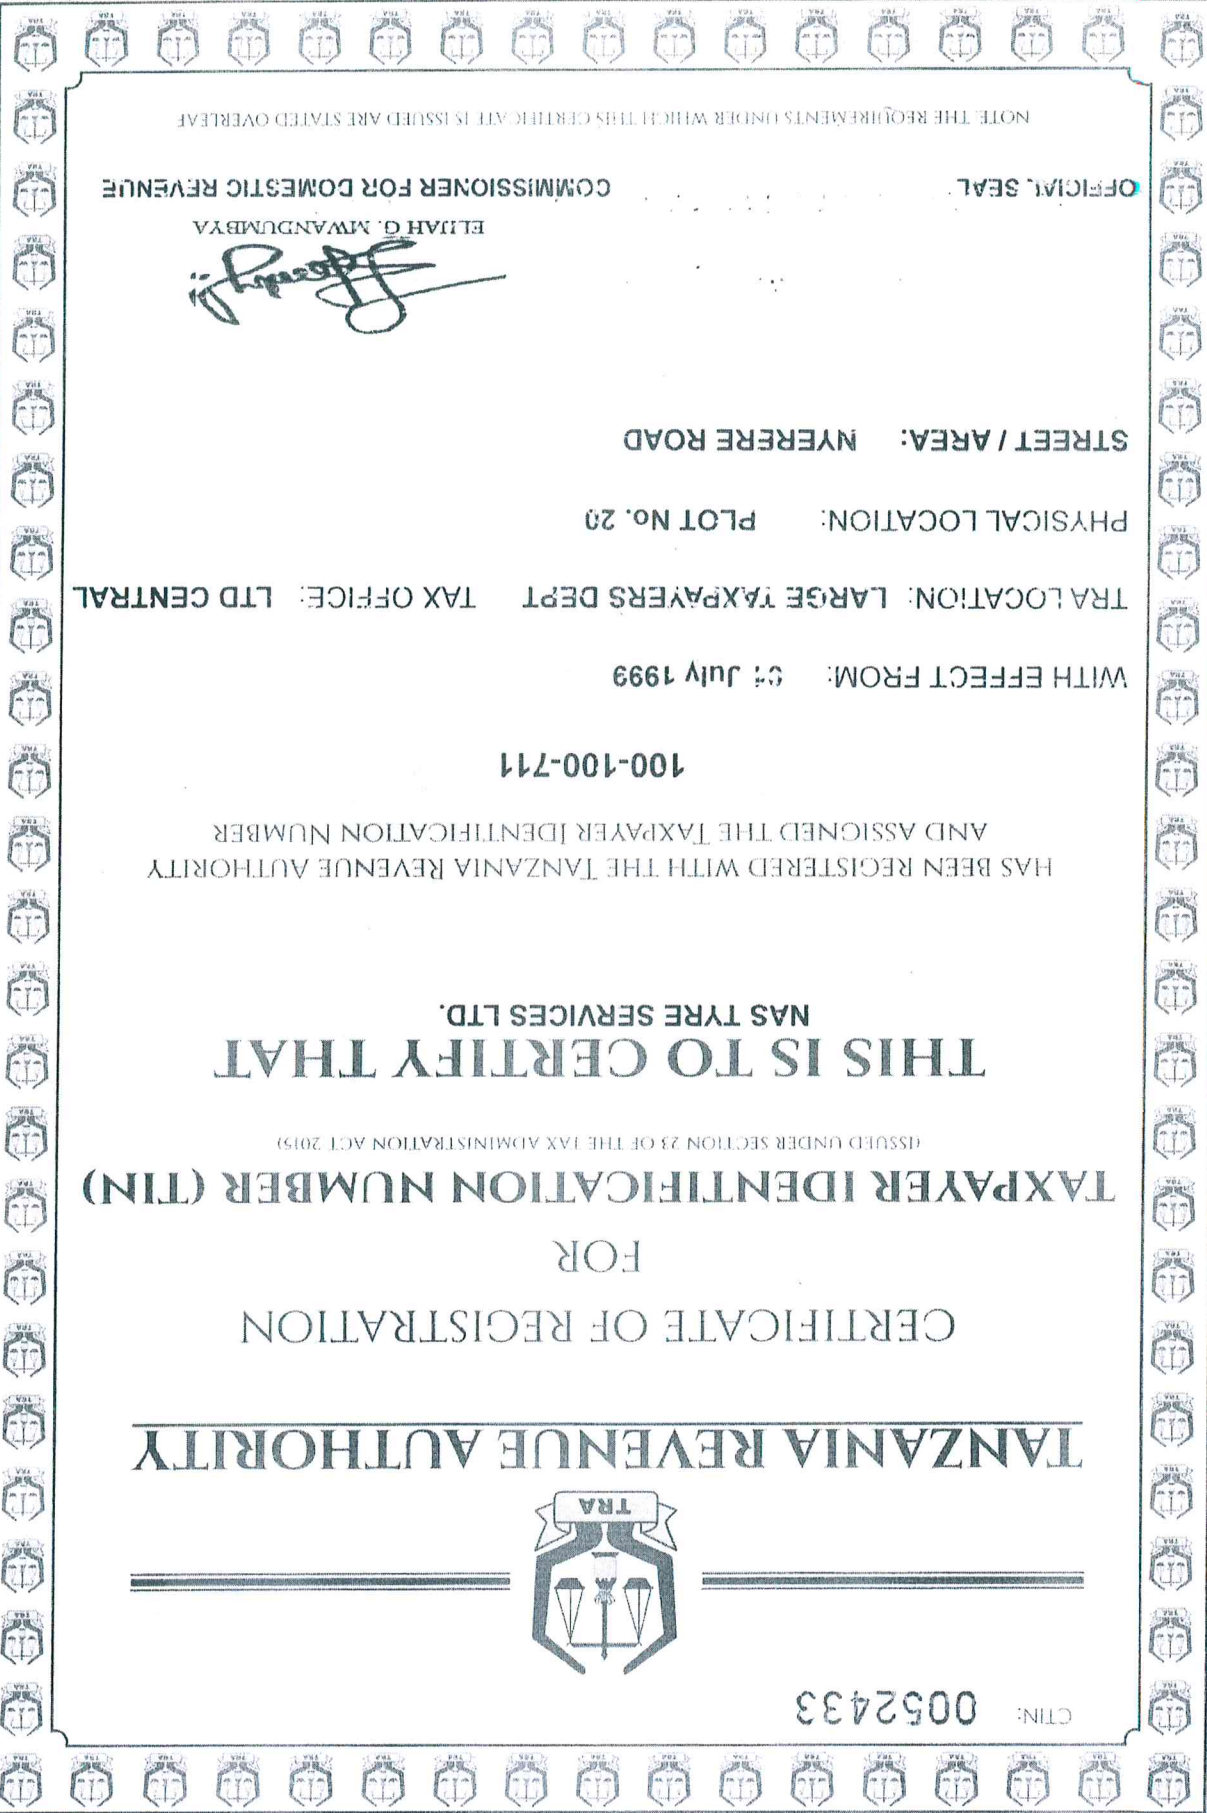 CTIN: 0052433
TRA
TANZANIA REVENUE AUTHORITY
CERTIFICATE OF REGISTRATION
FOR
TAXPAYER IDENTIFICATION NUMBER (TIN)
(ISSUED UNDER SECTION 23 OF THE TAX ADMINISTRATION ACT 2015)
THIS IS TO CERTIFY THAT
NAS TYRE SERVICES LTD.
HAS BEEN REGISTERED WITH THE TANZANIA REVENUE AUTHORITY
AND ASSIGNED THE TAXPAYER IDENTIFICATION NUMBER
100-100-711
WITH EFFECT FROM: 01 July 1999
TRA LOCATION: LARGE TAXPAYERS DEPT TAX OFFICE: LTD CENTRAL
PHYSICAL LOCATION: PLOT No. 20
STREET / AREA: NYERERE ROAD
ELIJAH G. MWANDUMBYA
OFFICIAL SEAL COMMISSIONER FOR DOMESTIC REVENUE
NOTE: THE REQUIREMENTS UNDER WHICH THIS CERTIFICATE IS ISSUED ARE STATED OVERLEAF